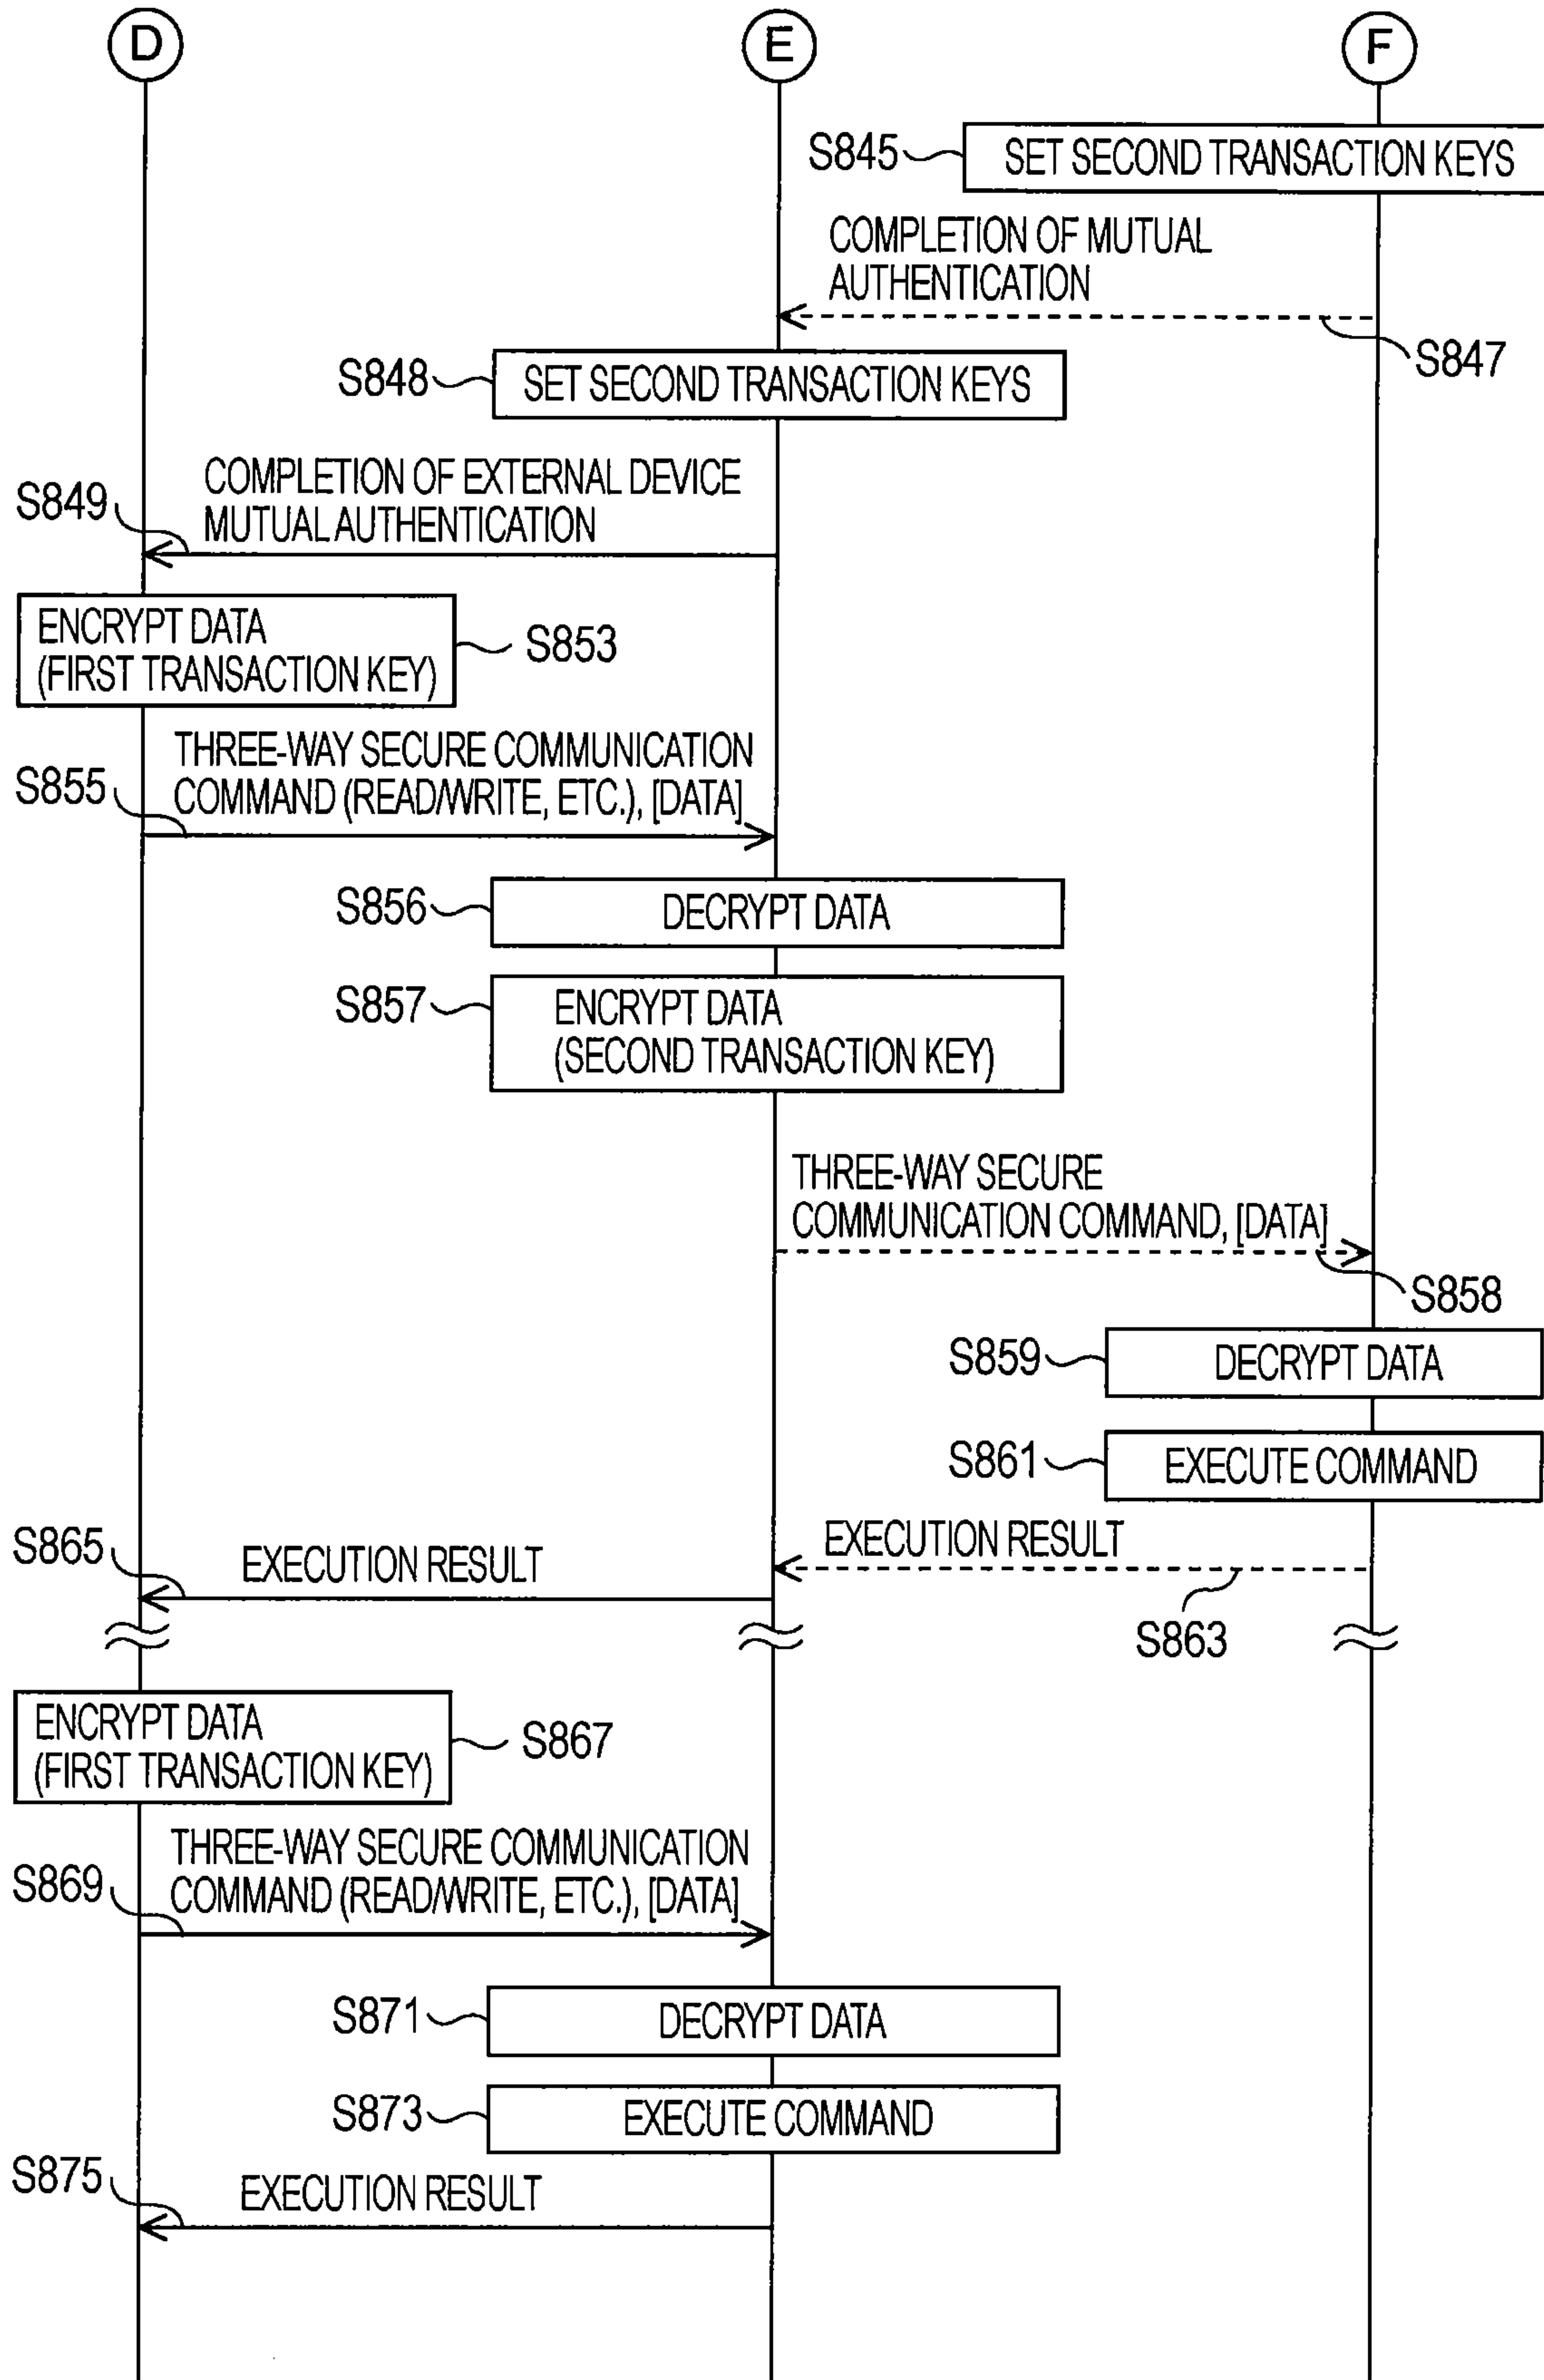 D
E
F
S845
SET SECOND TRANSACTION KEYS
COMPLETION OF MUTUAL
AUTHENTICATION
S847
S848
SET SECOND TRANSACTION KEYS
S849
COMPLETION OF EXTERNAL DEVICE
MUTUAL AUTHENTICATION
ENCRYPT DATA
(FIRST TRANSACTION KEY)
S853
S855
THREE-WAY SECURE COMMUNICATION
COMMAND (READ/WRITE, ETC.), [DATA]
S856
DECRYPT DATA
S857
ENCRYPT DATA
(SECOND TRANSACTION KEY)
THREE-WAY SECURE
COMMUNICATION COMMAND, [DATA]
S858
S859
DECRYPT DATA
S861
EXECUTE COMMAND
S865
EXECUTION RESULT
EXECUTION RESULT
S863
ENCRYPT DATA
(FIRST TRANSACTION KEY)
S867
S869
THREE-WAY SECURE COMMUNICATION
COMMAND (READ/WRITE, ETC.), [DATA]
S871
DECRYPT DATA
S873
EXECUTE COMMAND
S875
EXECUTION RESULT